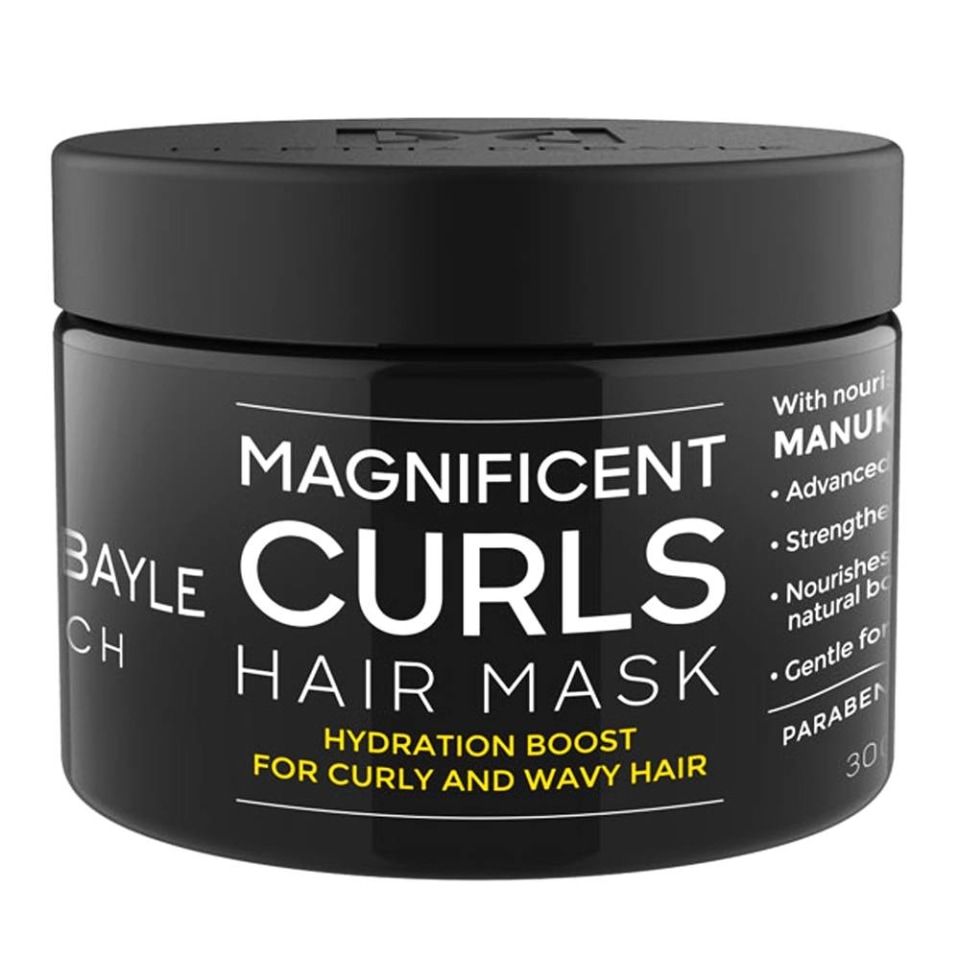 BAYLE
CH
MAGNIFICENT
CURLS
HAIR MASK
HYDRATION BOOST
FOR CURLY AND WAVY HAIR
With nouri
MANUK
• Advanced
• Strengthe
• Nourishes
natural bo
• Gentle for
PARABEN
30